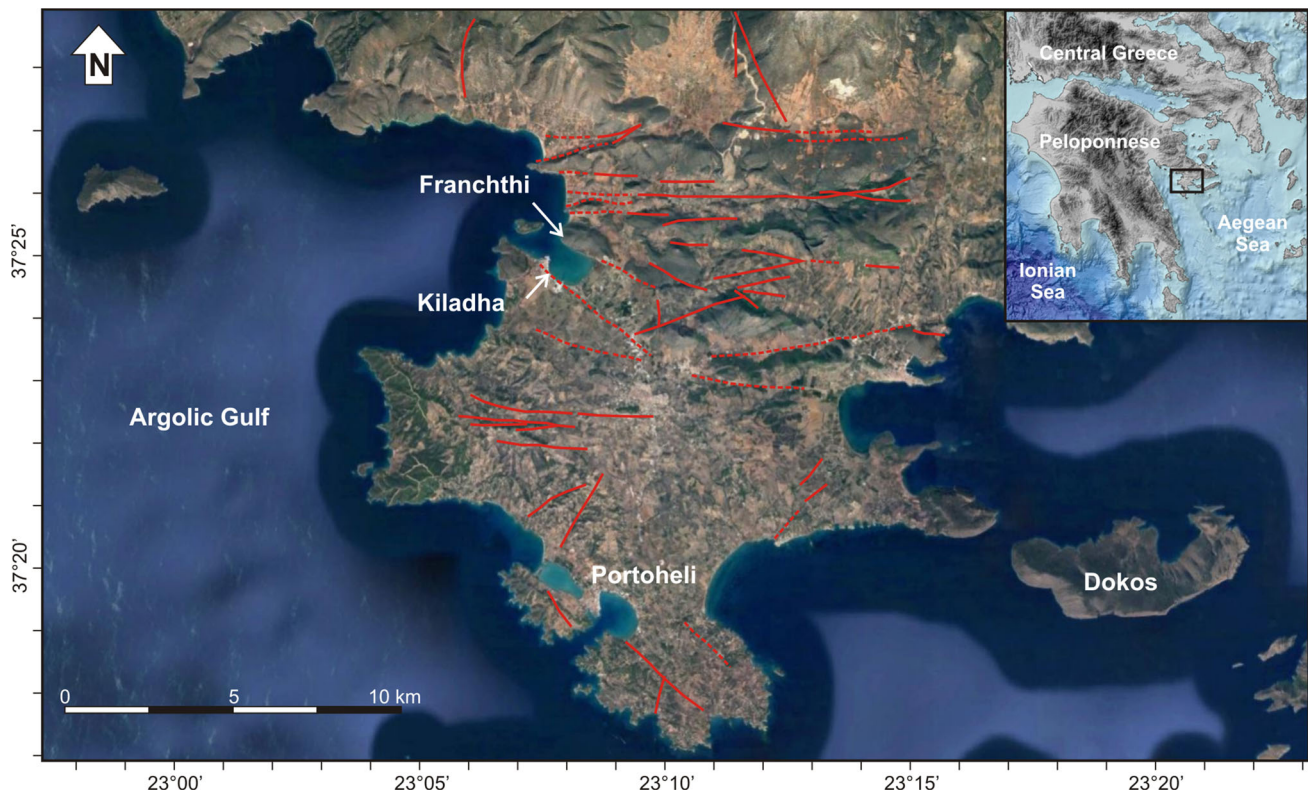 N
Central Greece
Peloponnese
Aegean
Sea
Ionian
Sea
Franchthi
Kiladha
Argolic Gulf
Portoheli
Dokos
0 5 10 km
37°25'
37°20'
23°00' 23°05' 23°10' 23°15' 23°20'